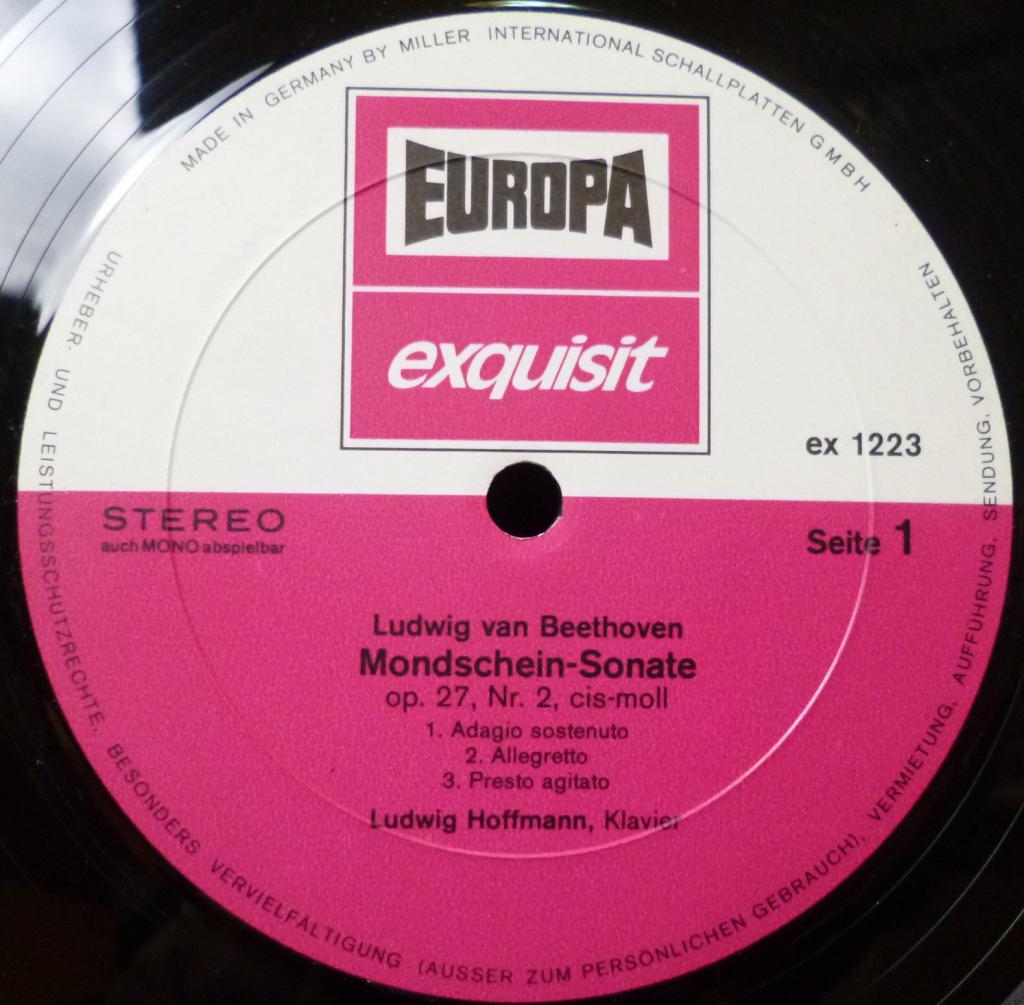 MADE IN GERMANY BY MILLER INTERNATIONAL SCHALLPLATTEN GMBH
EUROPA
exquisit
ex 1223
STEREO
auch MONO abspielbar
Seite 1
Ludwig van Beethoven
Mondschein-Sonate
op. 27, Nr. 2, cis-moll
1. Adagio sostenuto
2. Allegretto
3. Presto agitato
Ludwig Hoffmann, Klavier
URHEBER- UND LEISTUNGSSCHUTZRECHTE, BESONDERS VERVIELFÄLTIGUNG (AUSSER ZUM PERSÖNLICHEN GEBRAUCH), VERMIETUNG, AUFFÜHRUNG, SENDUNG, VORBEHALTEN